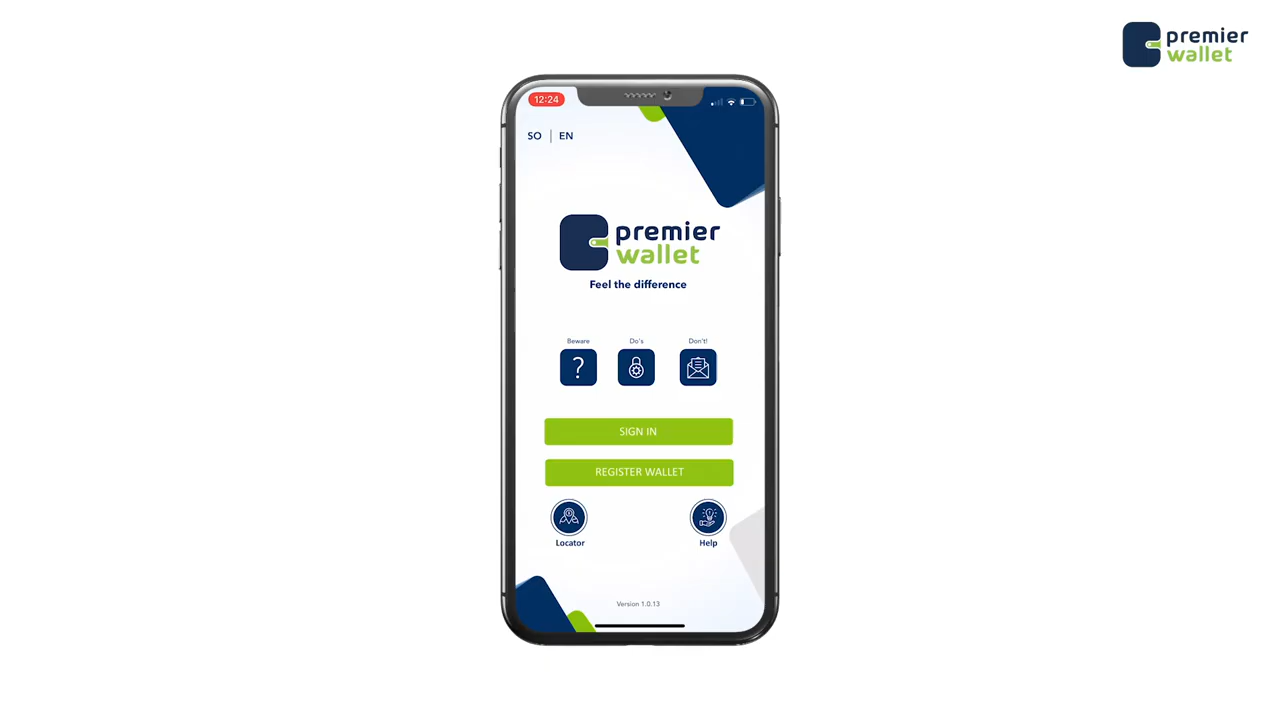 premier
wallet
12:24
SO | EN
premier
wallet
Feel the difference
Beware
Do's
Don't!
SIGN IN
REGISTER WALLET
Locator
Help
Version 1.0.13